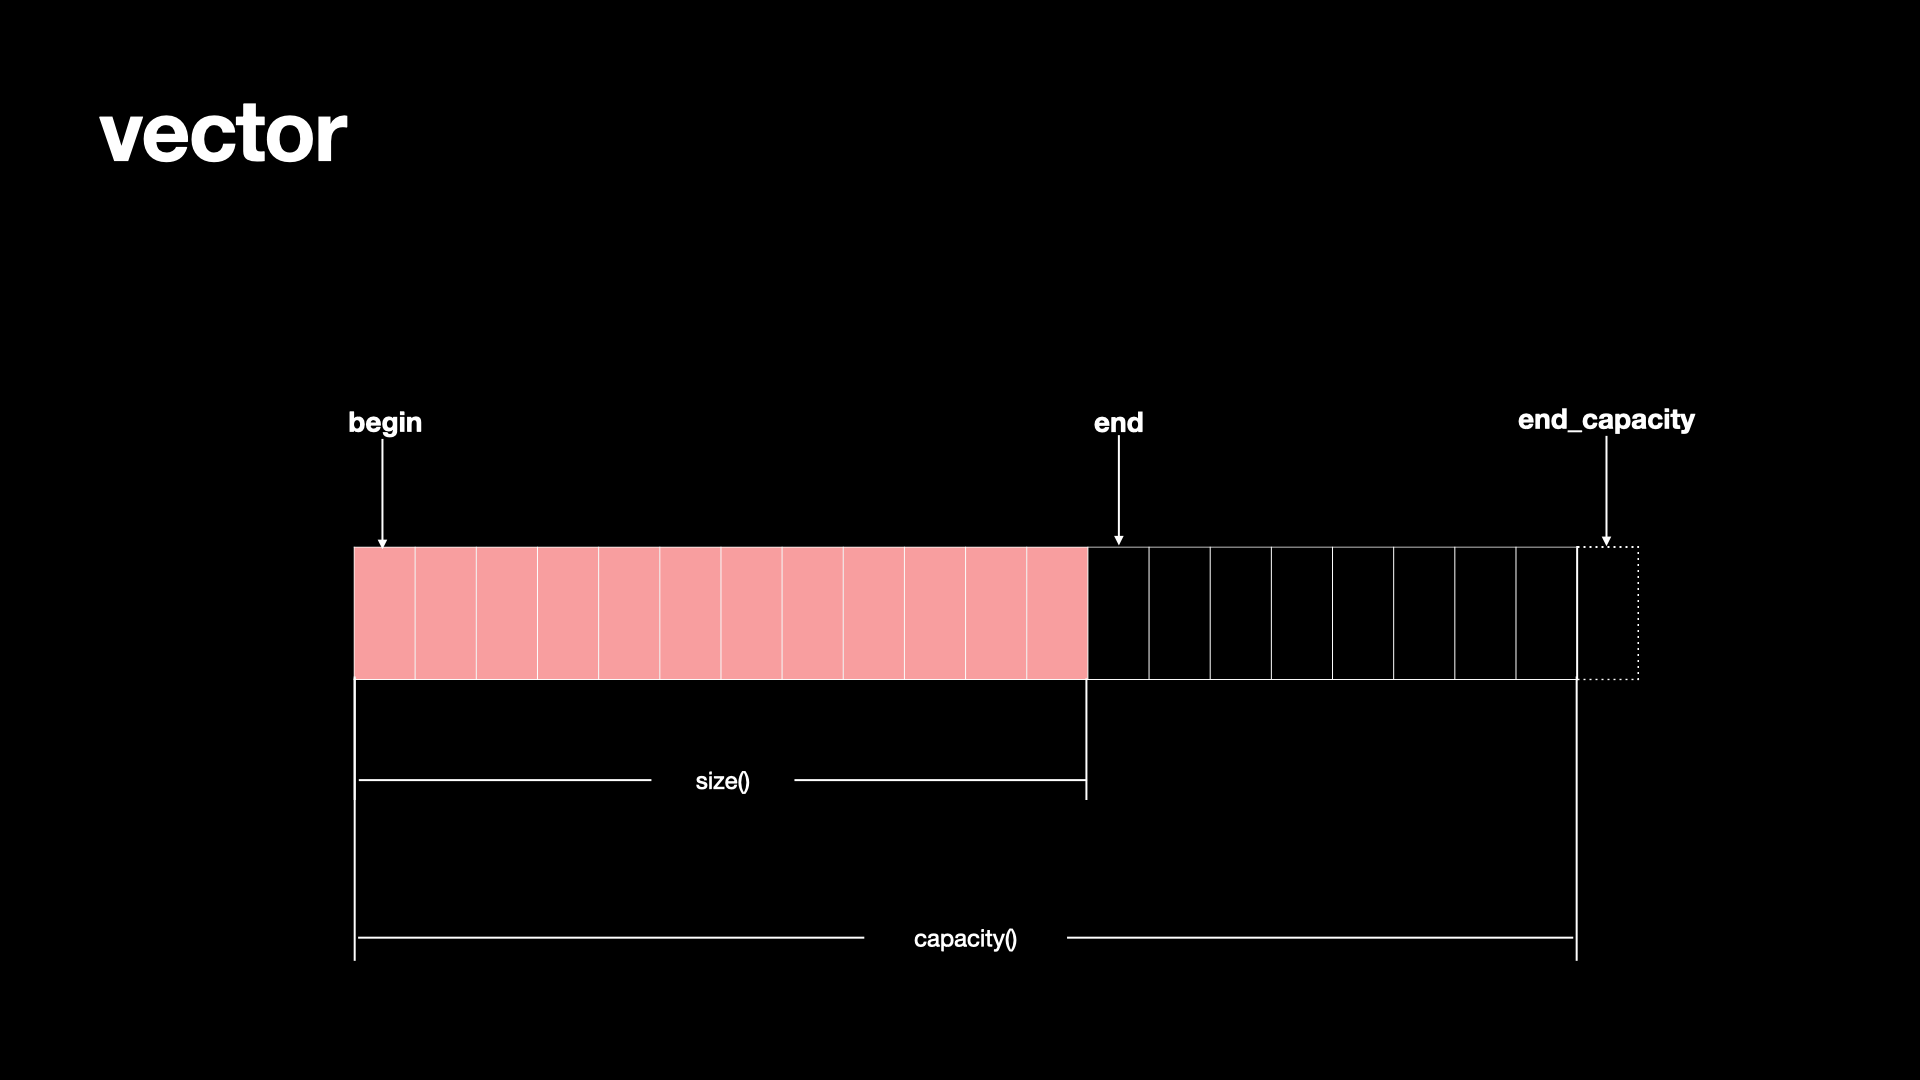 vector
begin
end
end_capacity
size()
capacity()